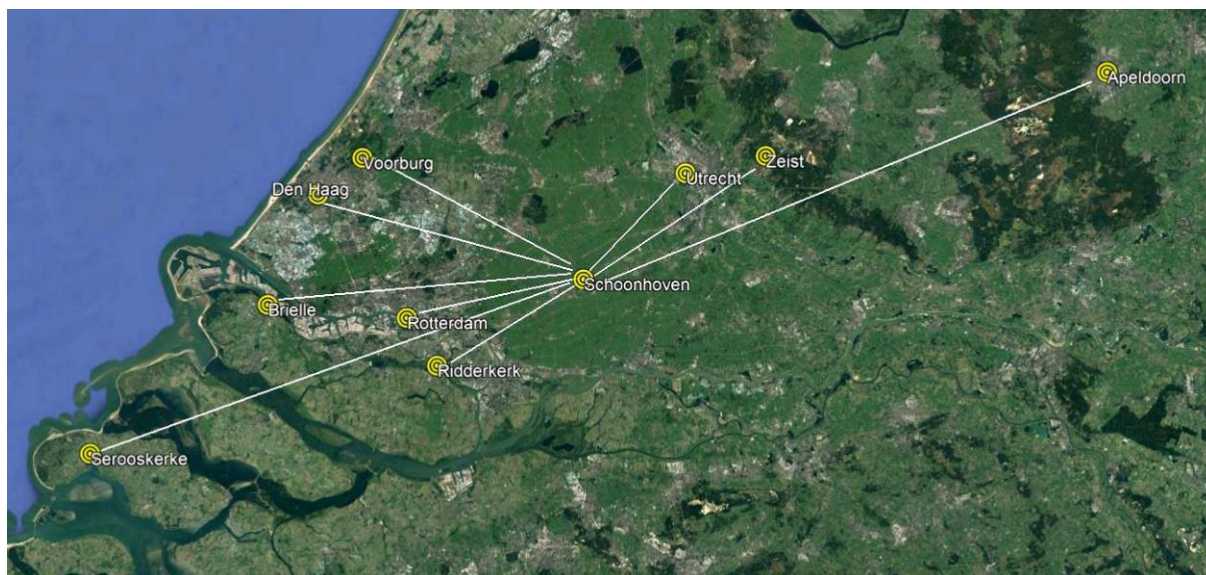 Apeldoorn
Voorburg
Zeist
Utrecht
Den Haag
Schoonhoven
Brielle
Rotterdam
Ridderkerk
Serooskerke